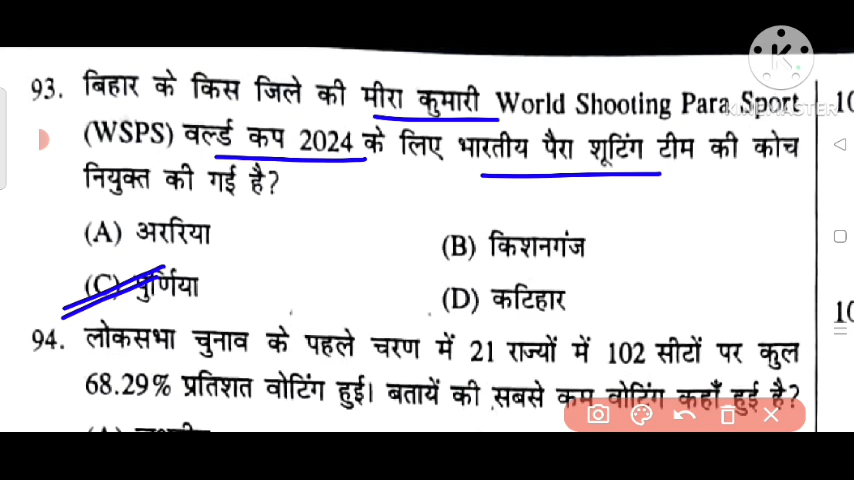 93. बिहार के किस जिले की मीरा कुमारी World Shooting Para Sport
(WSPS) वर्ल्ड कप 2024 के लिए भारतीय पैरा शूटिंग टीम की कोच
नियुक्त की गई है?
(A) अररिया
(B) किशनगंज
(C) पुर्णिया
(D) कटिहार
94. लोकसभा चुनाव के पहले चरण में 21 राज्यों में 102 सीटों पर कुल
68.29% प्रतिशत वोटिंग हुई। बतायें की सबसे कम वोटिंग कहाँ हुई है?
KINEMASTER